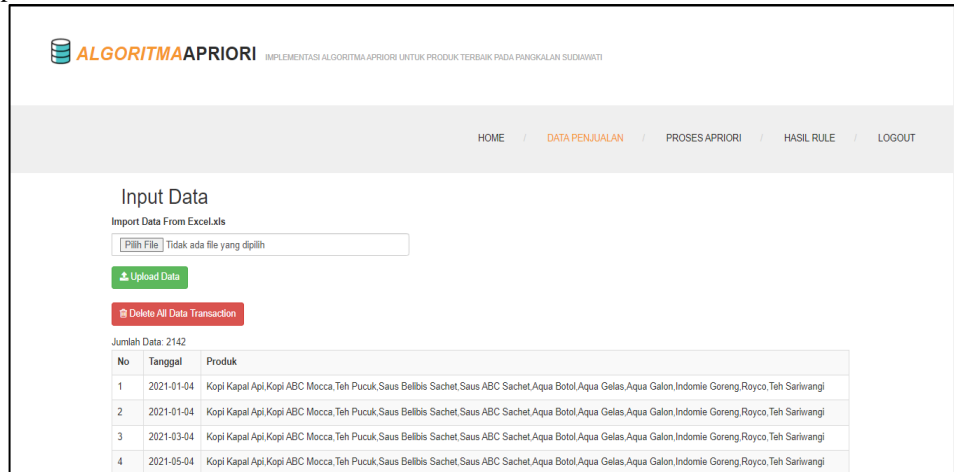 ALGORITMAAPRIORI IMPLEMENTASI ALGORITMA APRIORI UNTUK PRODUK TERBAIK PADA PANGKALAN SUDIAWATI
HOME / DATA PENJUALAN / PROSES APRIORI / HASIL RULE / LOGOUT
Input Data
Import Data From Excel.xls
Pilih File Tidak ada file yang dipilih
Upload Data
Delete All Data Transaction
Jumlah Data: 2142
No Tanggal Produk
1 2021-01-04 Kopi Kapal Api,Kopi ABC Mocca,Teh Pucuk,Saus Belibis Sachet,Saus ABC Sachet,Aqua Botol,Aqua Gelas,Aqua Galon,Indomie Goreng,Royco,Teh Sariwangi
2 2021-01-04 Kopi Kapal Api,Kopi ABC Mocca,Teh Pucuk,Saus Belibis Sachet,Saus ABC Sachet,Aqua Botol,Aqua Gelas,Aqua Galon,Indomie Goreng,Royco,Teh Sariwangi
3 2021-03-04 Kopi Kapal Api,Kopi ABC Mocca,Teh Pucuk,Saus Belibis Sachet,Saus ABC Sachet,Aqua Botol,Aqua Gelas,Aqua Galon,Indomie Goreng,Royco,Teh Sariwangi
4 2021-05-04 Kopi Kapal Api,Kopi ABC Mocca,Teh Pucuk,Saus Belibis Sachet,Saus ABC Sachet,Aqua Botol,Aqua Gelas,Aqua Galon,Indomie Goreng,Royco,Teh Sariwangi